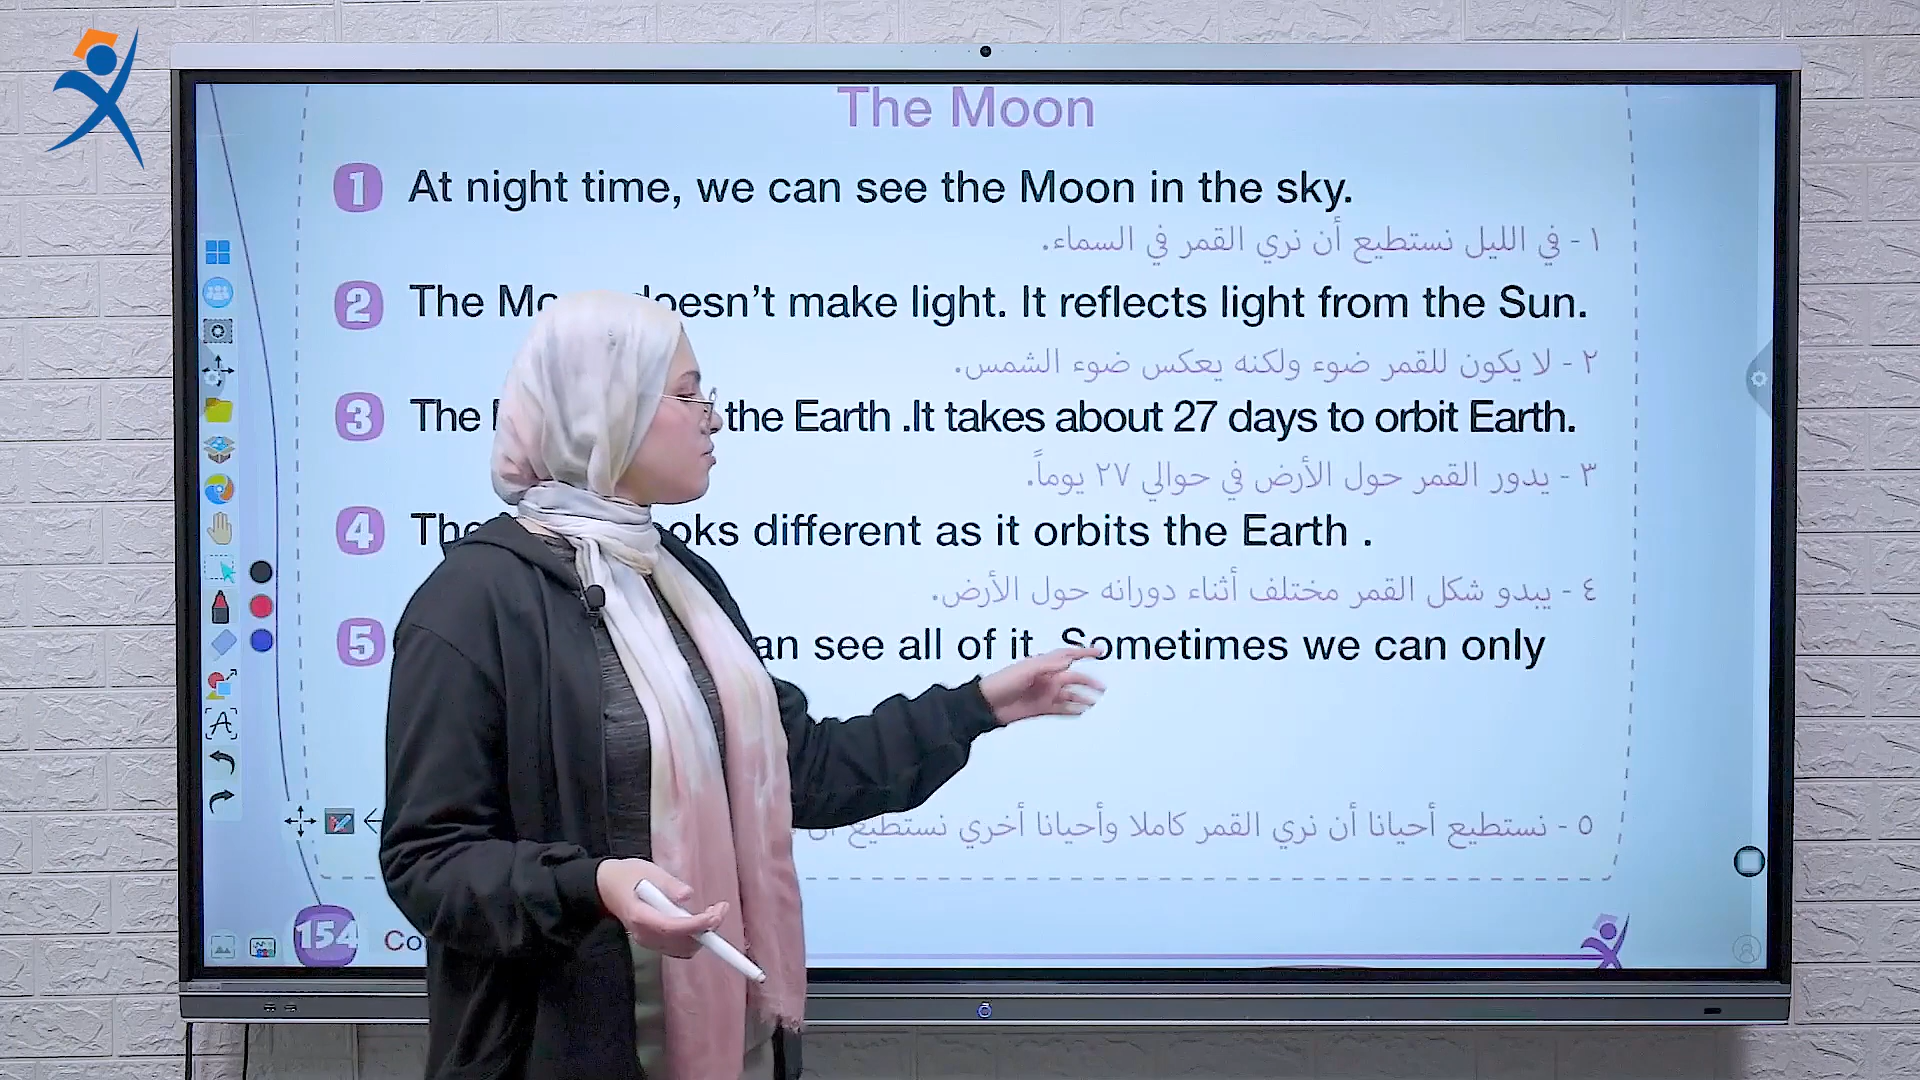 The Moon
1 At night time, we can see the Moon in the sky.
١ - في الليل نستطيع أن نري القمر في السماء.
2 The doesn't make light. It reflects light from the Sun.
٢ - لا يكون للقمر ضوء ولكنه يعكس ضوء الشمس.
3 The the Earth .It takes about 27 days to orbit Earth.
٣ - يدور القمر حول الأرض في حوالي ٢٧ يوماً.
4 The different as it orbits the Earth .
٤ - يبدو شكل القمر مختلف أثناء دورانه حول الأرض.
5 see all of it. Sometimes we can only
٥ - نستطيع أحيانا أن نري القمر كاملا وأحيانا أخري نستطيع
154